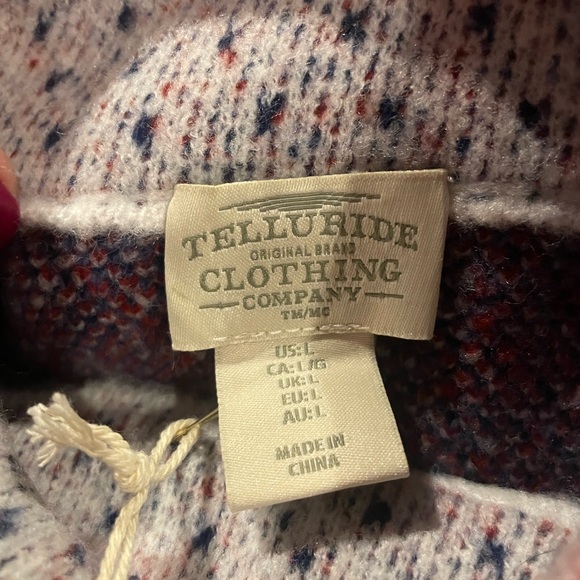 TELLURIDE
ORIGINAL BRAND
CLOTHING
COMPANY
TM/MC
US: L
CA: L/G
UK: L
EU: L
AU: L
MADE IN
CHINA